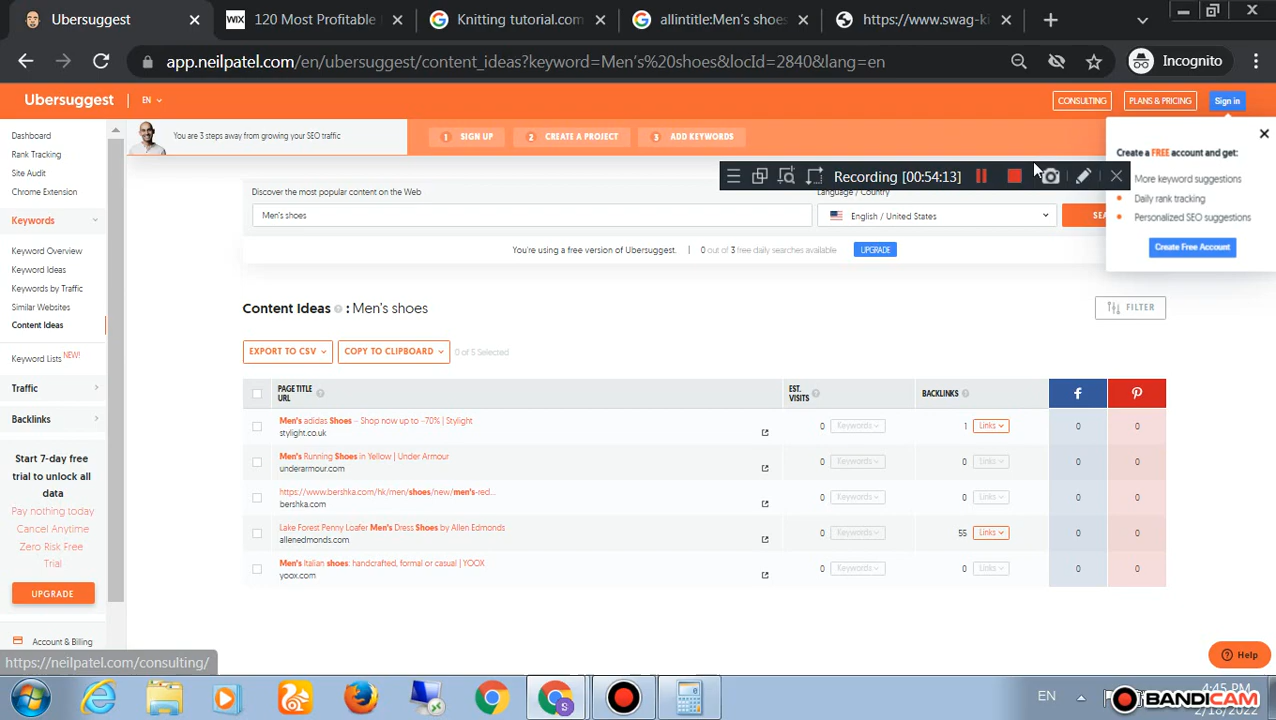 Ubersuggest
120 Most Profitable
Knitting tutoria:com
allintitle:Men's shoes
https://www.swag-ki
app.neilpatel.com/en/ubersuggest/content_ideas?keyword=Men's%20shoes&locId=2840&lang=en
Incognito
Ubersuggest
EN
CONSULTING
PLANS & PRICING
Sign in
You are 3 steps away from growing your SEO traffic
1 SIGN UP
2 CREATE A PROJECT
3 ADD KEYWORDS
Create a FREE account and get:
More keyword suggestions
Daily rank tracking
Personalized SEO suggestions
Create Free Account
Recording [00:54:13]
Dashboard
Rank Tracking
Site Audit
Chrome Extension
Keywords
Keyword Overview
Keyword Ideas
Keywords by Traffic
Similar Websites
Content Ideas
Keyword Lists NEW!
Traffic
Backlinks
Start 7-day free
trial to unlock all
data
Pay nothing today
Cancel Anytime
Zero Risk Free
Trial
UPGRADE
Account & Billing
Discover the most popular content on the Web
Language / Country
Men's shoes
English / United States
SEA
You're using a free version of Ubersuggest.
0 out of 3 free daily searches available
UPGRADE
Content Ideas : Men's shoes
FILTER
EXPORT TO CSV
COPY TO CLIPBOARD
0 of 5 Selected
PAGE TITLE
URL
EST.
VISITS
BACKLINKS
Men's adidas Shoes – Shop now up to −70% | Stylight
stylight.co.uk
0 Keywords 1 Links 0 0
Men's Running Shoes in Yellow | Under Armour
underarmour.com
0 Keywords 0 Links 0 0
https://www.bershka.com/hk/men/shoes/new/men's-red...
bershka.com
0 Keywords 0 Links 0 0
Lake Forest Penny Loafer Men's Dress Shoes by Allen Edmonds
allenedmonds.com
0 Keywords 55 Links 0 0
Men's Italian shoes: handcrafted, formal or casual | YOOX
yoox.com
0 Keywords 0 Links 0 0
Help
https://neilpatel.com/consulting/
EN
4:45 PM
2/18/2022
BANDICAM